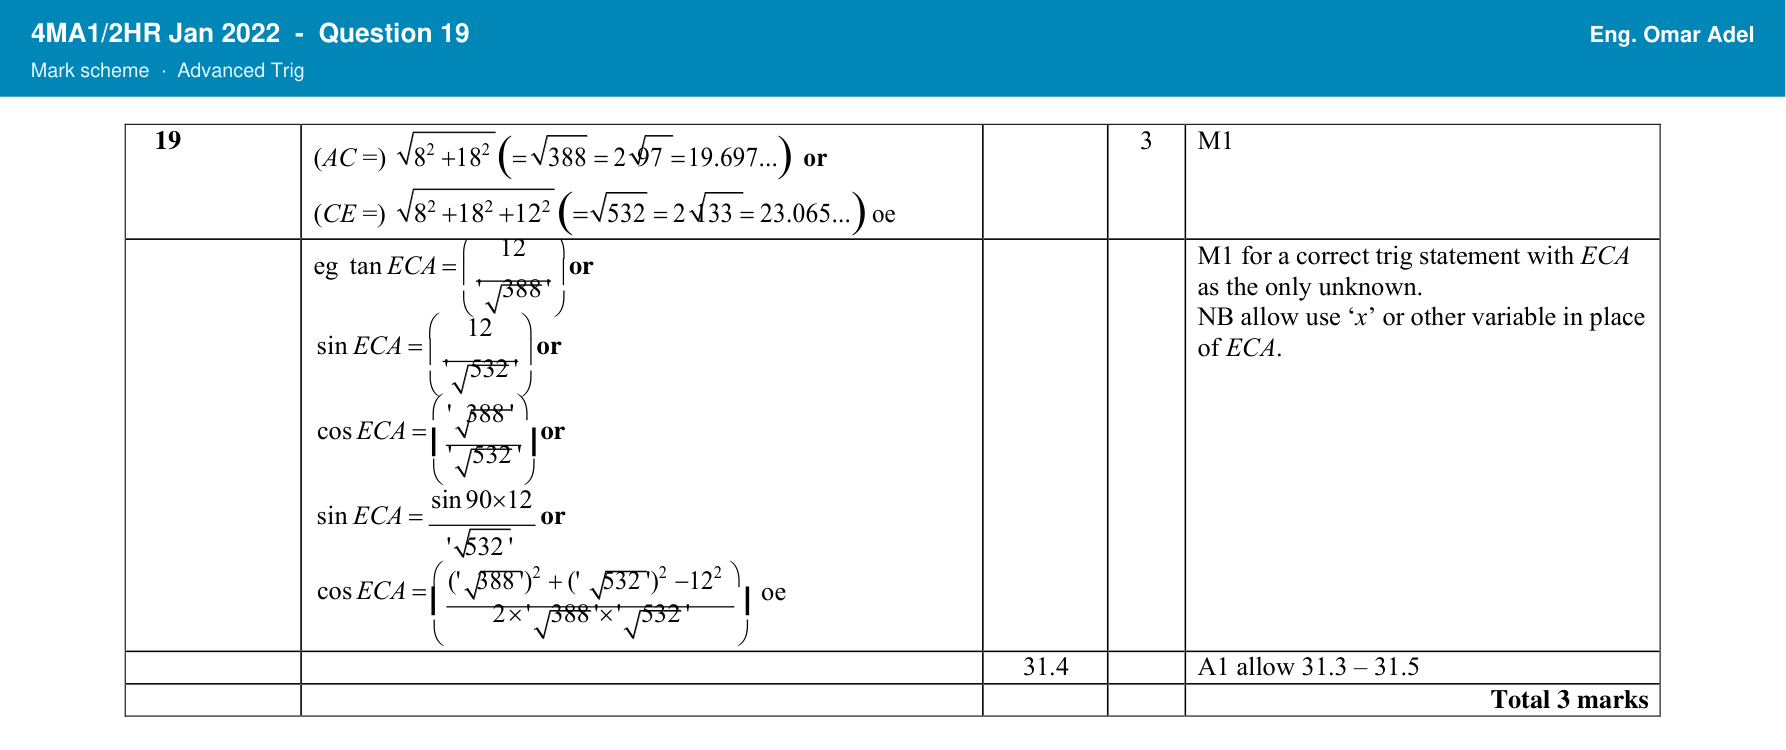 4MA1/2HR Jan 2022 - Question 19
Eng. Omar Adel
Mark scheme · Advanced Trig
19
(AC =) √(8² +18²) (= √388 = 2√97 = 19.697...) or
3
M1
(CE =) √(8² +18² +12²) (= √532 = 2√133 = 23.065...) oe
eg tan ECA = (12 / '√388') or
M1 for a correct trig statement with ECA
as the only unknown.
NB allow use ‘x’ or other variable in place
of ECA.
sin ECA = (12 / '√532') or
cos ECA = ('√388' / '√532') or
sin ECA = sin 90×12 / '√532' or
cos ECA = (('√388')² + ('√532')² −12² / 2×'√388'×'√532') oe
31.4
A1 allow 31.3 – 31.5
Total 3 marks